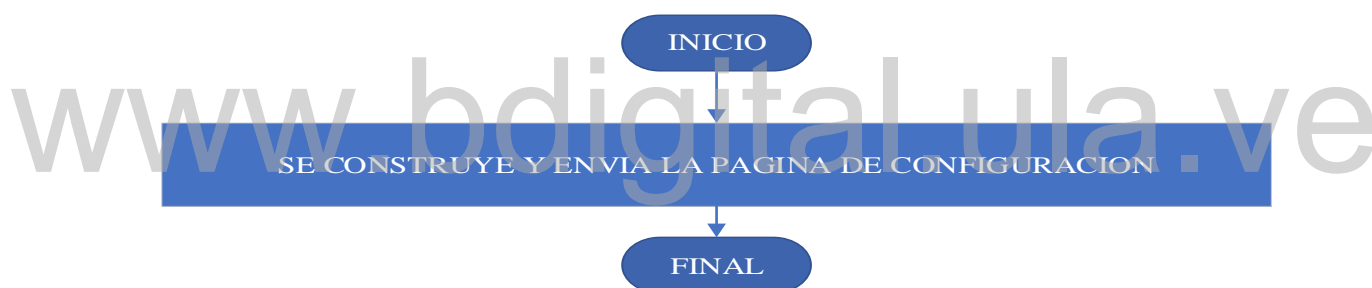 INICIO
www.bdigital.ula.ve
SE CONSTRUYE Y ENVIA LA PAGINA DE CONFIGURACION
FINAL